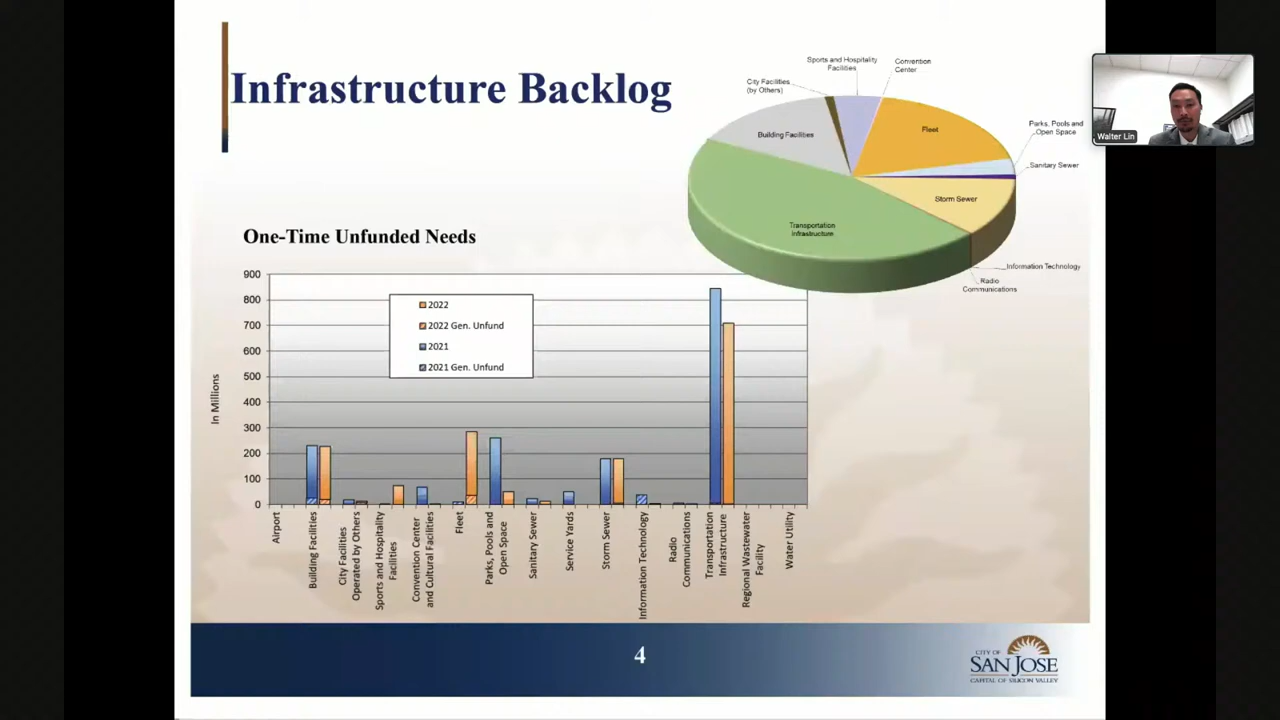 Infrastructure Backlog
Sports and Hospitality
Facilities
Convention
Center
City Facilities
(by Others)
Building Facilities
Fleet
Parks, Pools and
Open Space
Sanitary Sewer
Storm Sewer
Transportation
Infrastructure
Information Technology
Radio
Communications
Walter Lin
One-Time Unfunded Needs
900
800
700
600
500
400
300
200
100
0
In Millions
2022
2022 Gen. Unfund
2021
2021 Gen. Unfund
Airport
Building Facilities
City Facilities
Operated by Others
Sports and Hospitality
Facilities
Convention Center
and Cultural Facilities
Fleet
Parks, Pools and
Open Space
Sanitary Sewer
Service Yards
Storm Sewer
Information Technology
Radio
Communications
Transportation
Infrastructure
Regional Wastewater
Facility
Water Utility
4
CITY OF
SAN JOSE
CAPITAL OF SILICON VALLEY